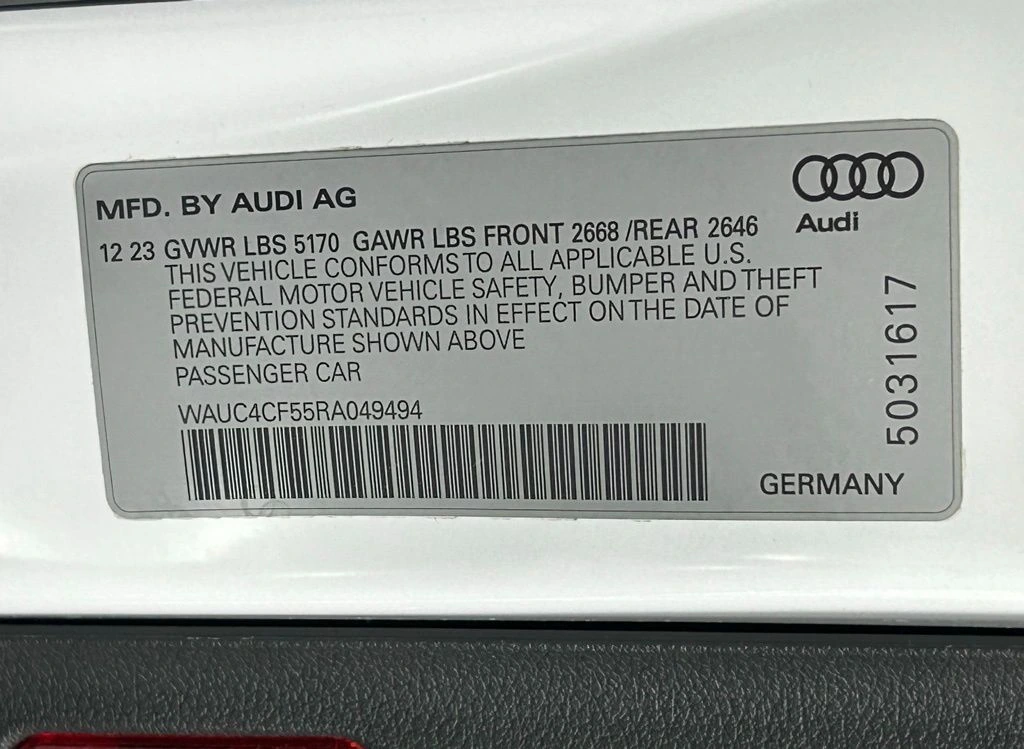 MFD. BY AUDI AG
Audi
12 23 GVWR LBS 5170 GAWR LBS FRONT 2668 /REAR 2646
THIS VEHICLE CONFORMS TO ALL APPLICABLE U.S.
FEDERAL MOTOR VEHICLE SAFETY, BUMPER AND THEFT
PREVENTION STANDARDS IN EFFECT ON THE DATE OF
MANUFACTURE SHOWN ABOVE
PASSENGER CAR
WAUC4CF55RA049494
5031617
GERMANY